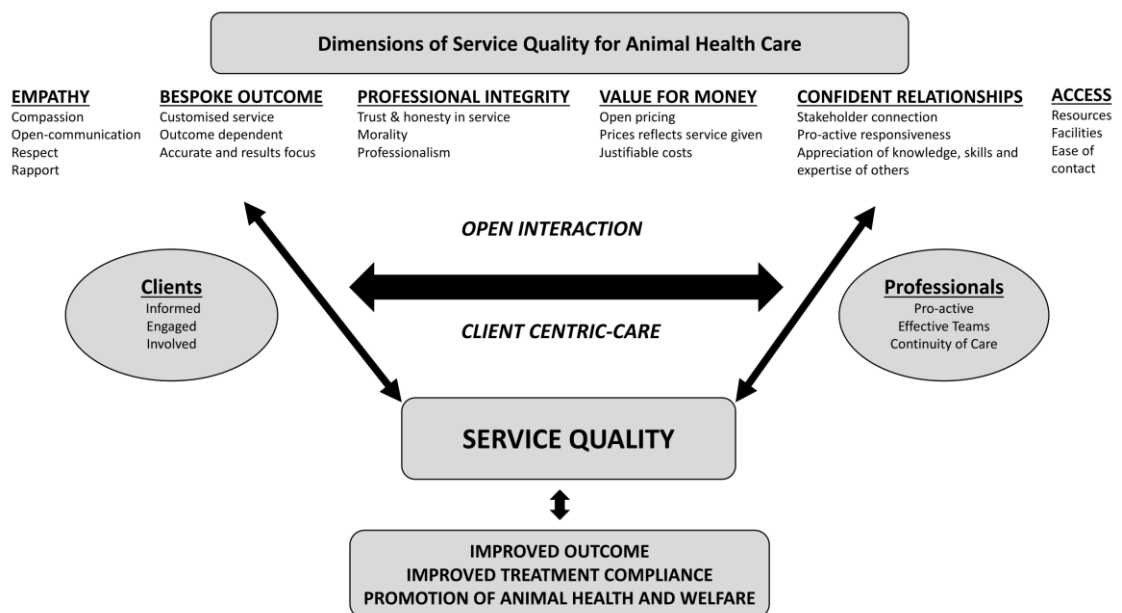 Dimensions of Service Quality for Animal Health Care
EMPATHY
Compassion
Open-communication
Respect
Rapport
BESPOKE OUTCOME
Customised service
Outcome dependent
Accurate and results focus
PROFESSIONAL INTEGRITY
Trust & honesty in service
Morality
Professionalism
VALUE FOR MONEY
Open pricing
Prices reflects service given
Justifiable costs
CONFIDENT RELATIONSHIPS
Stakeholder connection
Pro-active responsiveness
Appreciation of knowledge, skills and
expertise of others
ACCESS
Resources
Facilities
Ease of
contact
OPEN INTERACTION
Clients
Informed
Engaged
Involved
CLIENT CENTRIC-CARE
Professionals
Pro-active
Effective Teams
Continuity of Care
SERVICE QUALITY
IMPROVED OUTCOME
IMPROVED TREATMENT COMPLIANCE
PROMOTION OF ANIMAL HEALTH AND WELFARE